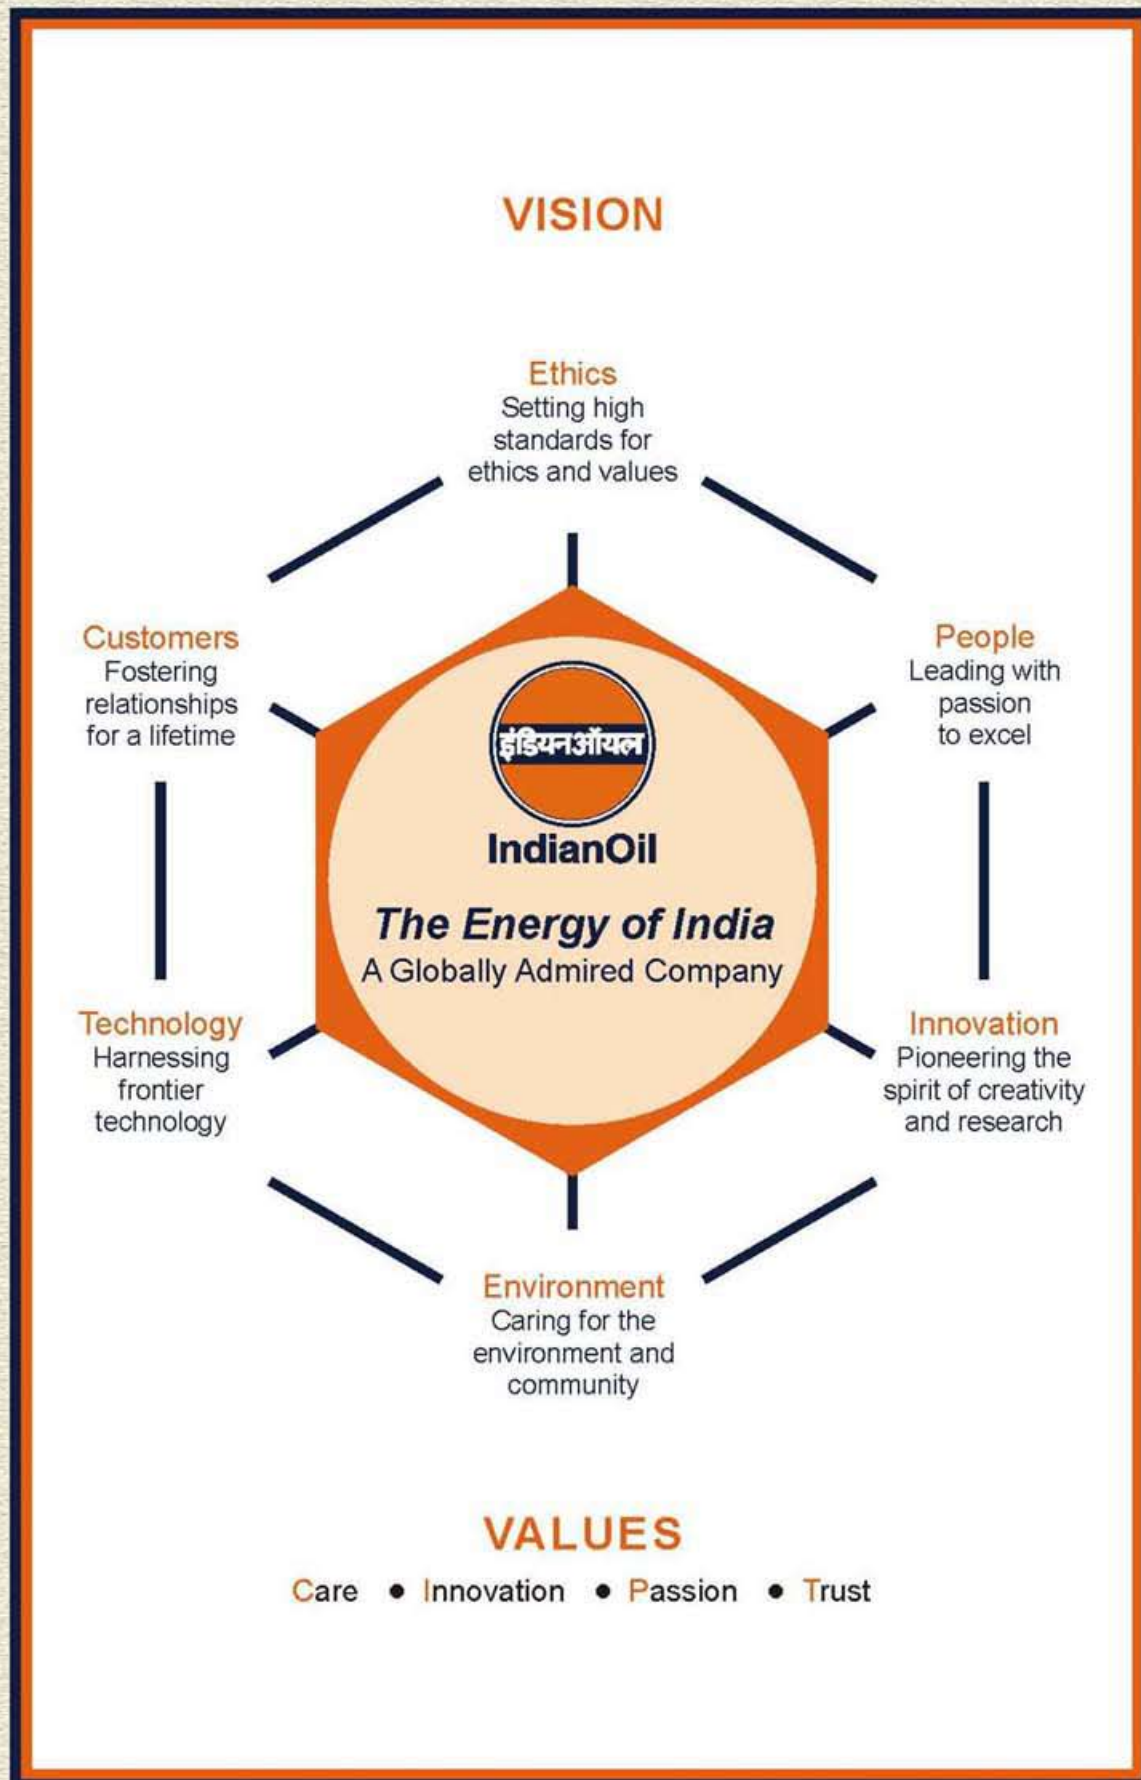 VISION
Ethics
Setting high
standards for
ethics and values
Customers
Fostering
relationships
for a lifetime
People
Leading with
passion
to excel
इंडियनऑयल
IndianOil
The Energy of India
A Globally Admired Company
Technology
Harnessing
frontier
technology
Innovation
Pioneering the
spirit of creativity
and research
Environment
Caring for the
environment and
community
VALUES
Care • Innovation • Passion • Trust